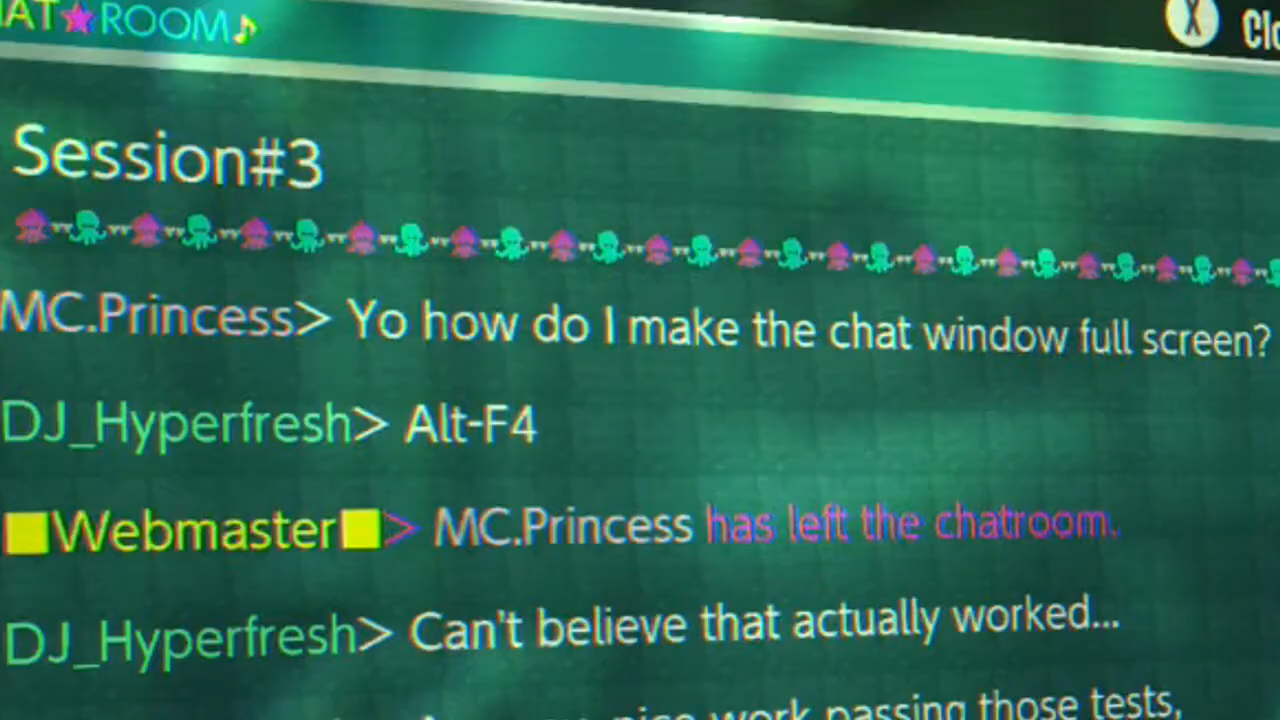 AT★ROOM♪
X
Session#3
MC.Princess> Yo how do I make the chat window full screen?
DJ_Hyperfresh> Alt-F4
■Webmaster■> MC.Princess has left the chatroom.
DJ_Hyperfresh> Can't believe that actually worked...
nice work passing those tests,